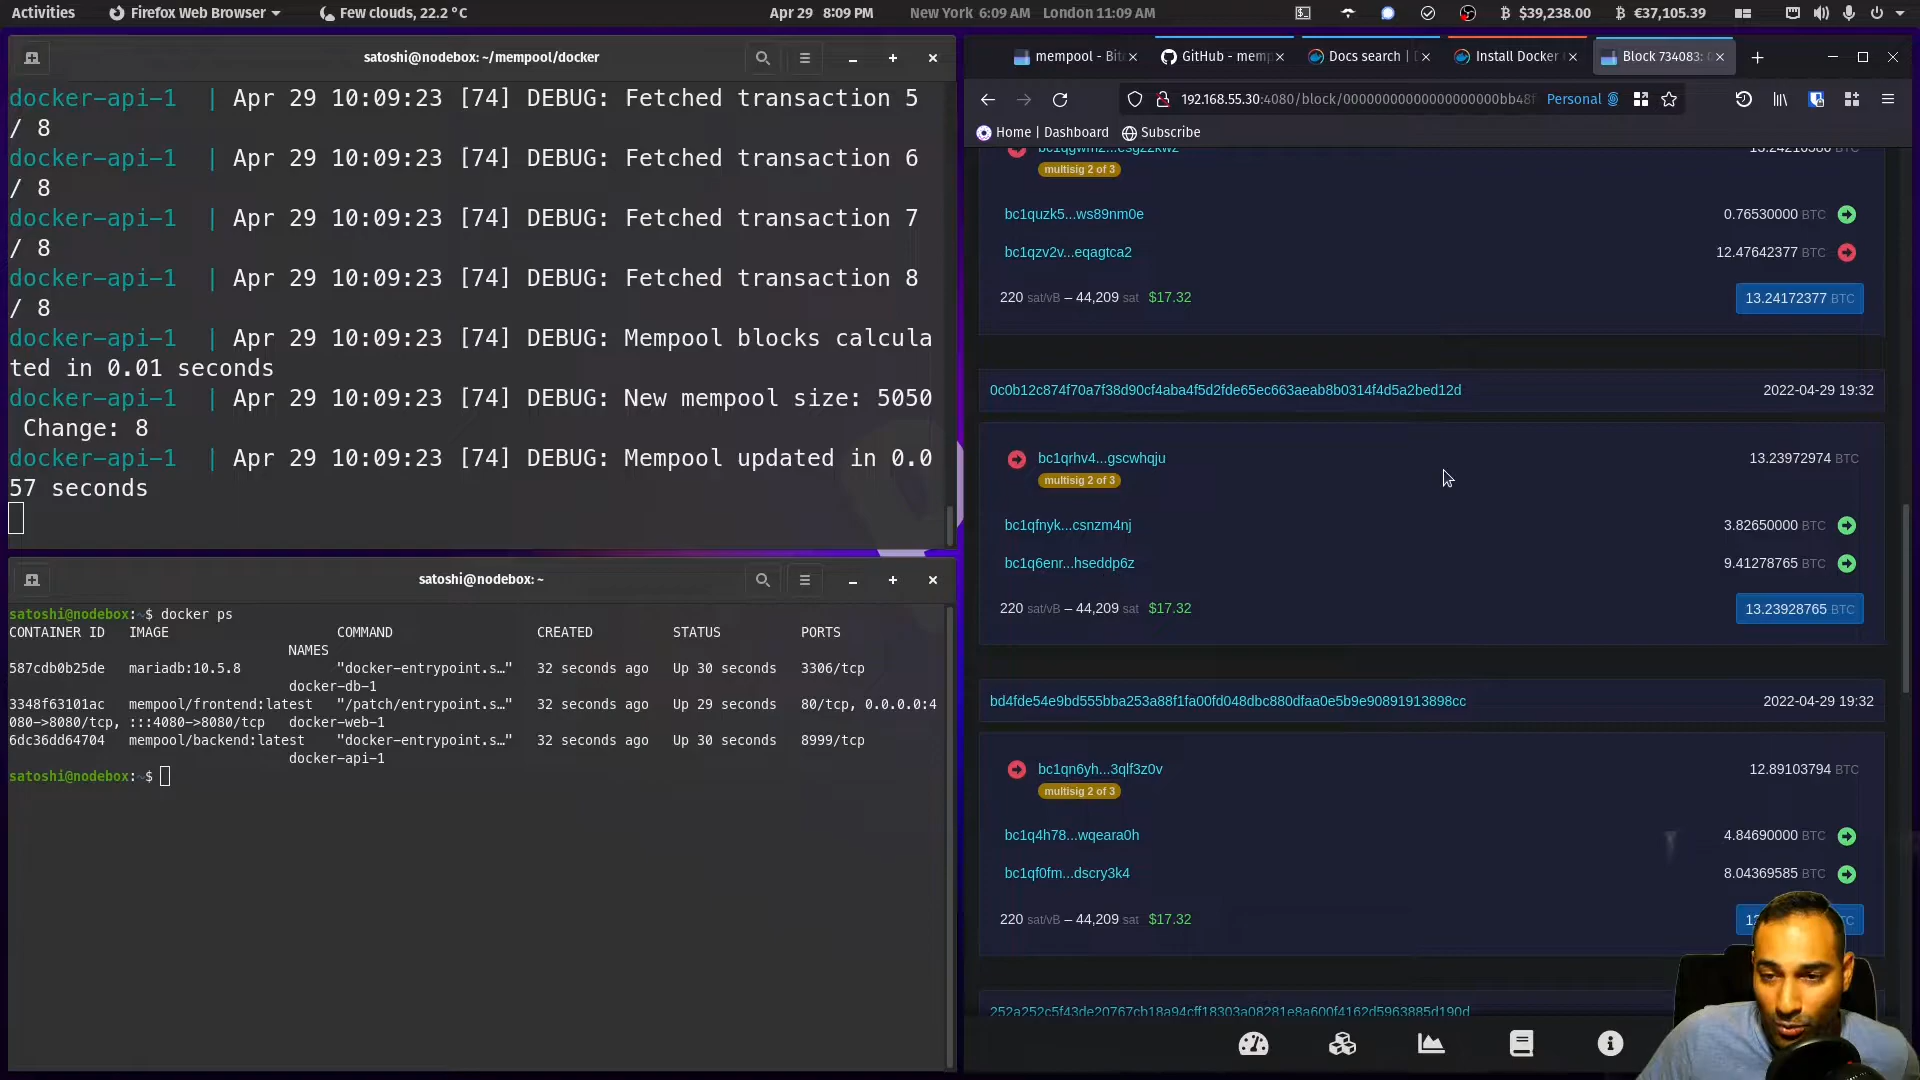 Activities Firefox Web Browser Few clouds, 22.2 °C Apr 29 8:09 PM New York 6:09 AM London 11:09 AM $39,238.00 €37,105.39
satoshi@nodebox: ~/mempool/docker
docker-api-1 | Apr 29 10:09:23 [74] DEBUG: Fetched transaction 5
/ 8
docker-api-1 | Apr 29 10:09:23 [74] DEBUG: Fetched transaction 6
/ 8
docker-api-1 | Apr 29 10:09:23 [74] DEBUG: Fetched transaction 7
/ 8
docker-api-1 | Apr 29 10:09:23 [74] DEBUG: Fetched transaction 8
/ 8
docker-api-1 | Apr 29 10:09:23 [74] DEBUG: Mempool blocks calcula
ted in 0.01 seconds
docker-api-1 | Apr 29 10:09:23 [74] DEBUG: New mempool size: 5050
Change: 8
docker-api-1 | Apr 29 10:09:23 [74] DEBUG: Mempool updated in 0.0
57 seconds
satoshi@nodebox: ~
satoshi@nodebox:~$ docker ps
CONTAINER ID IMAGE COMMAND CREATED STATUS PORTS
NAMES
587cdb0b25de mariadb:10.5.8 "docker-entrypoint.s…" 32 seconds ago Up 30 seconds 3306/tcp
docker-db-1
3348f63101ac mempool/frontend:latest "/patch/entrypoint.s…" 32 seconds ago Up 29 seconds 80/tcp, 0.0.0.0:4
080->8080/tcp, :::4080->8080/tcp docker-web-1
6dc36dd64704 mempool/backend:latest "docker-entrypoint.s…" 32 seconds ago Up 30 seconds 8999/tcp
docker-api-1
satoshi@nodebox:~$
mempool - Bit GitHub - memp Docs search | Install Docker Block 734083:
192.168.55.30:4080/block/00000000000000000000bb48f Personal
Home | Dashboard Subscribe
multisig 2 of 3
bc1quzk5...ws89nm0e 0.76530000 BTC
bc1qzv2v...eqagtca2 12.47642377 BTC
220 sat/vB – 44,209 sat $17.32 13.24172377 BTC
0c0b12c874f70a7f38d90cf4aba4f5d2fde65ec663aeab8b0314f4d5a2bed12d 2022-04-29 19:32
bc1qrhv4...gscwhqju 13.23972974 BTC
multisig 2 of 3
bc1qfnyk...csnzm4nj 3.82650000 BTC
bc1q6enr...hseddp6z 9.41278765 BTC
220 sat/vB – 44,209 sat $17.32 13.23928765 BTC
bd4fde54e9bd555bba253a88f1fa00fd048dbc880dfaa0e5b9e90891913898cc 2022-04-29 19:32
bc1qn6yh...3qlf3z0v 12.89103794 BTC
multisig 2 of 3
bc1q4h78...wqeara0h 4.84690000 BTC
bc1qf0fm...dscry3k4 8.04369585 BTC
220 sat/vB – 44,209 sat $17.32
252a252c5f43de20767cb18a94cff18303a08281e8a600f4162d5963885d190d